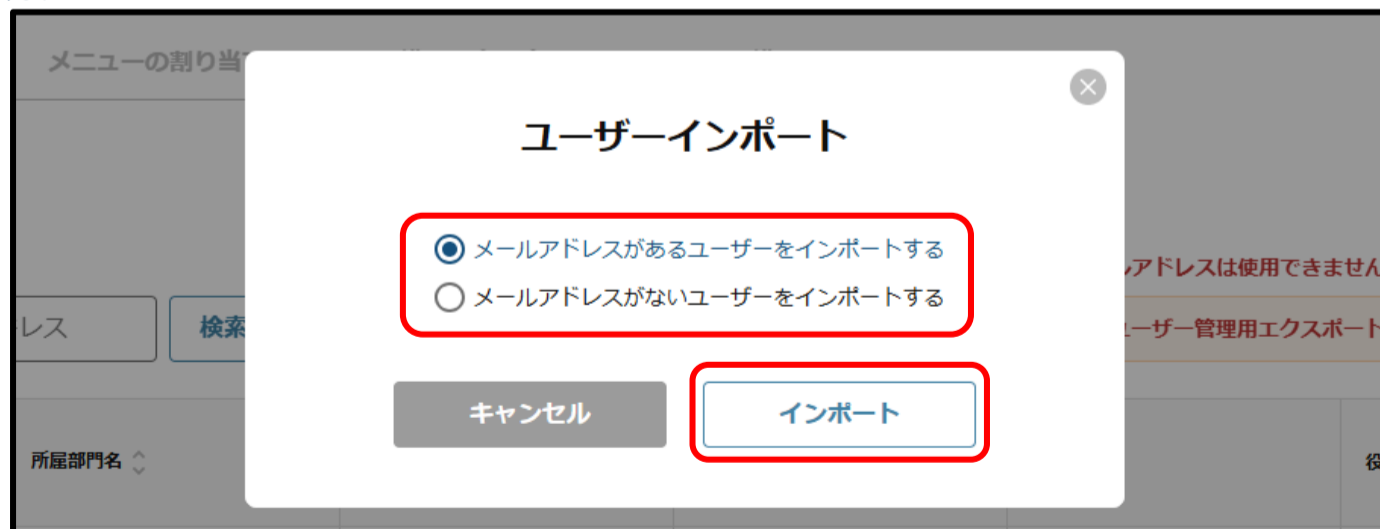 メニューの割り当
ユーザーインポート
メールアドレスがあるユーザーをインポートする
メールアドレスがないユーザーをインポートする
レアドレスは使用できません
レス
検索
ーザー管理用エクスポート
キャンセル
インポート
所屋部門名
役